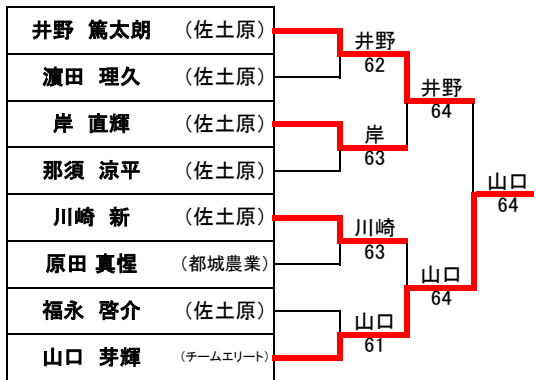 井野 篤太朗 (佐土原)
濵田 理久 (佐土原)
岸 直輝 (佐土原)
那須 涼平 (佐土原)
川崎 新 (佐土原)
原田 真惺 (都城農業)
福永 啓介 (佐土原)
山口 芽輝 (チームエリート)
井野
62
岸
63
川崎
63
山口
61
井野
64
山口
64
山口
64